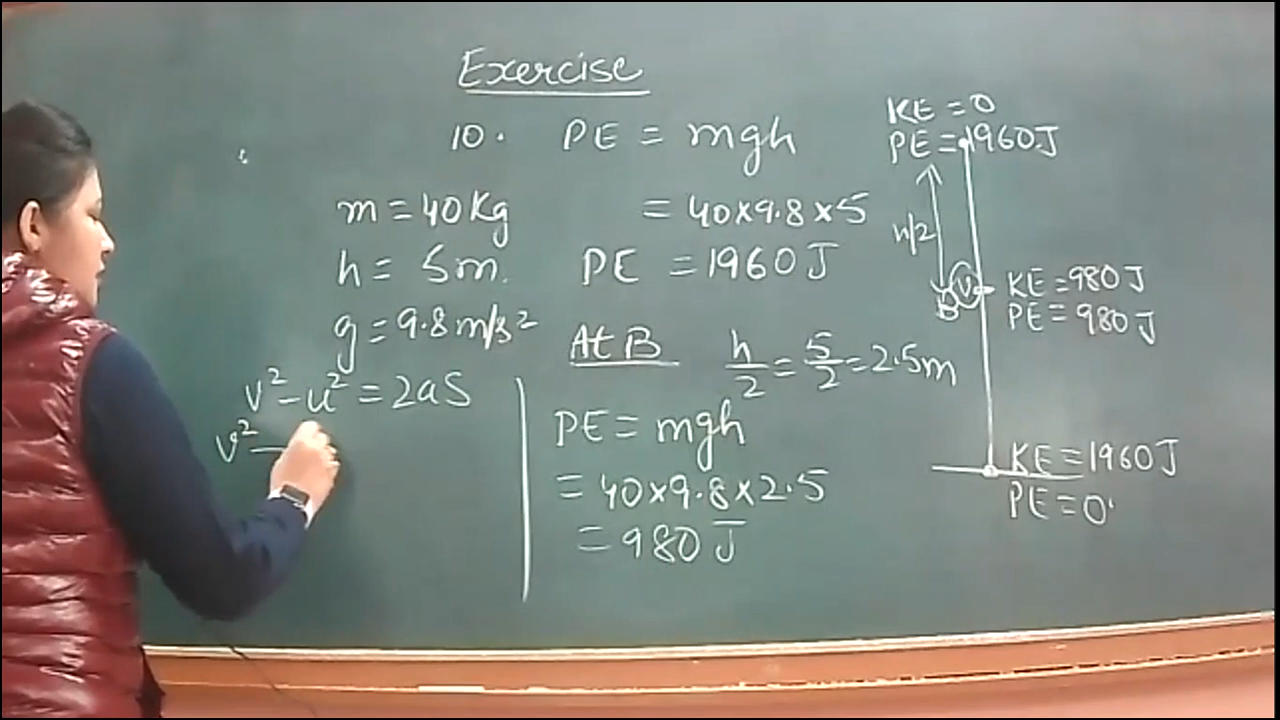 Exercise
10. PE = mgh
m = 40 Kg
= 40×9.8×5
h = 5m.
PE = 1960 J
g = 9.8 m/s²
At B h/2 = 5/2 = 2.5m
v² - u² = 2aS
v² -
PE = mgh
= 40×9.8×2.5
= 980 J
KE = 0
PE = 1960 J
h/2
B
v
KE = 980 J
PE = 980 J
KE = 1960 J
PE = 0.